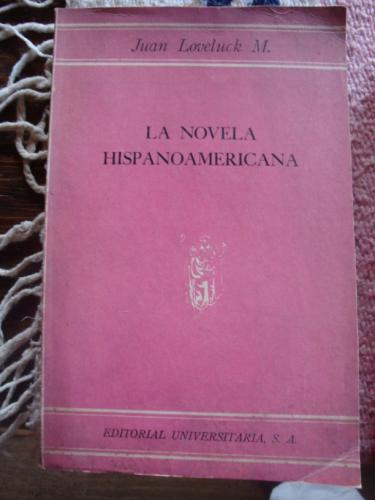 Juan Loveluck M.
LA NOVELA
HISPANOAMERICANA
EDITORIAL UNIVERSITARIA, S. A.